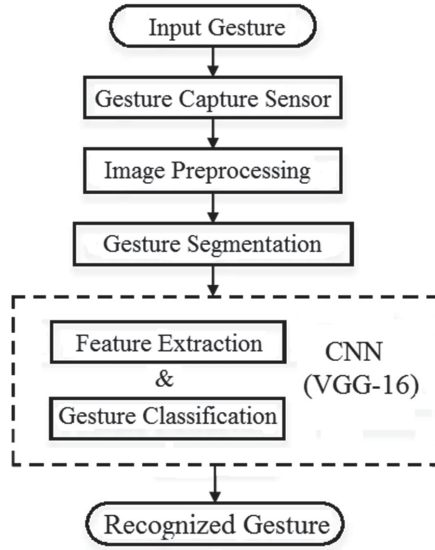 Input Gesture
Gesture Capture Sensor
Image Preprocessing
Gesture Segmentation
Feature Extraction
&
Gesture Classification
CNN
(VGG-16)
Recognized Gesture